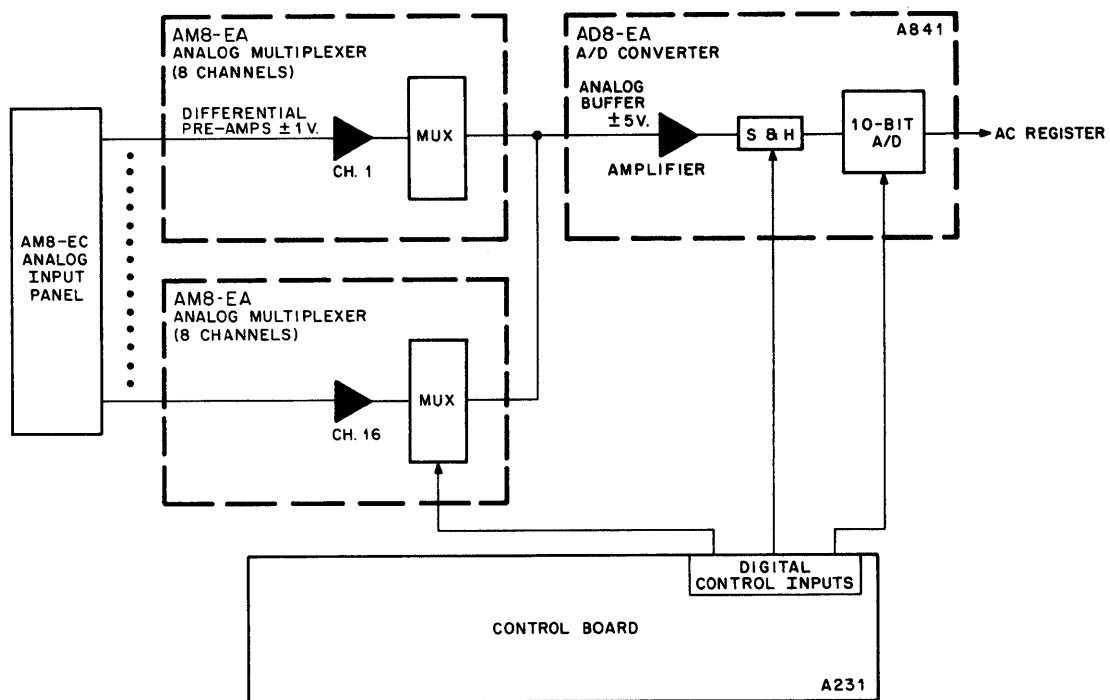 AM8-EA
ANALOG MULTIPLEXER
(8 CHANNELS)
DIFFERENTIAL
PRE-AMPS ±1V.
MUX
CH. 1
AD8-EA
A/D CONVERTER
A841
ANALOG
BUFFER
±5V.
AMPLIFIER
S & H
10-BIT
A/D
AC REGISTER
AM8-EC
ANALOG
INPUT
PANEL
AM8-EA
ANALOG MULTIPLEXER
(8 CHANNELS)
MUX
CH. 16
DIGITAL
CONTROL INPUTS
CONTROL BOARD
A231